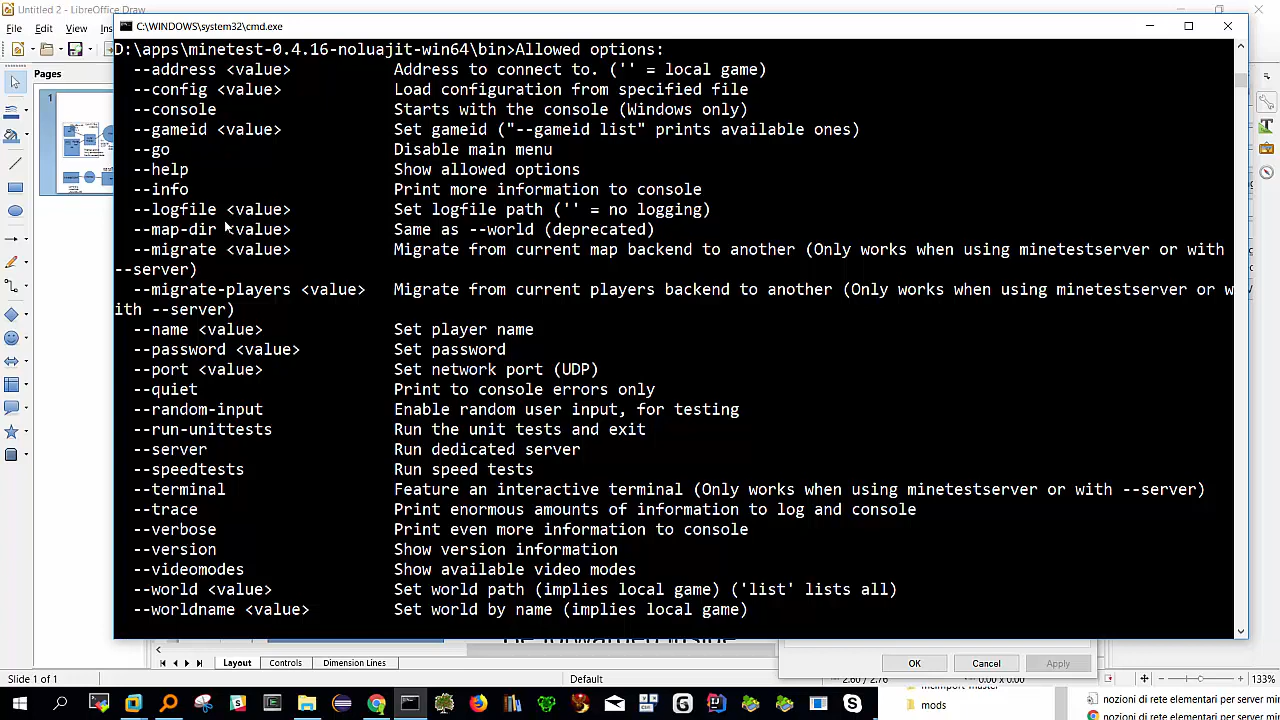 Untitled 2 - LibreOffice Draw
C:\WINDOWS\system32\cmd.exe
File Edit View
Pages
1
D:\apps\minetest-0.4.16-noluajit-win64\bin>Allowed options:
--address <value> Address to connect to. ('' = local game)
--config <value> Load configuration from specified file
--console Starts with the console (Windows only)
--gameid <value> Set gameid ("--gameid list" prints available ones)
--go Disable main menu
--help Show allowed options
--info Print more information to console
--logfile <value> Set logfile path ('' = no logging)
--map-dir <value> Same as --world (deprecated)
--migrate <value> Migrate from current map backend to another (Only works when using minetestserver or with
--server)
--migrate-players <value> Migrate from current players backend to another (Only works when using minetestserver or w
ith --server)
--name <value> Set player name
--password <value> Set password
--port <value> Set network port (UDP)
--quiet Print to console errors only
--random-input Enable random user input, for testing
--run-unittests Run the unit tests and exit
--server Run dedicated server
--speedtests Run speed tests
--terminal Feature an interactive terminal (Only works when using minetestserver or with --server)
--trace Print enormous amounts of information to log and console
--verbose Print even more information to console
--version Show version information
--videomodes Show available video modes
--world <value> Set world path (implies local game) ('list' lists all)
--worldname <value> Set world by name (implies local game)
Layout Controls Dimension Lines
OK Cancel Apply
Slide 1 of 1 Default 133%
mods
nozioni di rete elementari per server mi